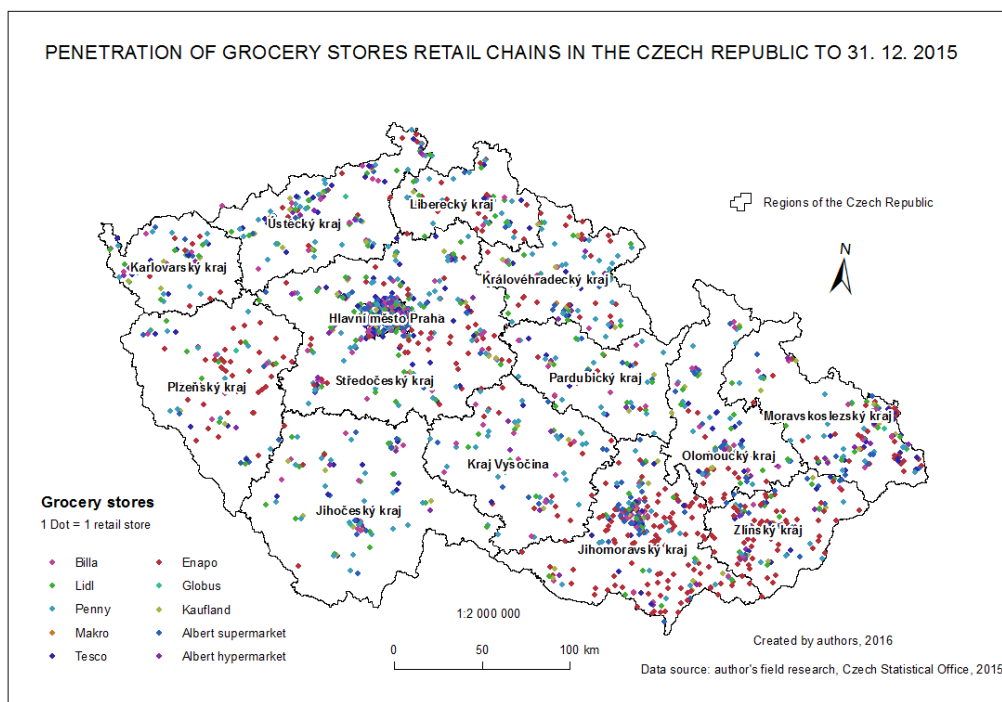 PENETRATION OF GROCERY STORES RETAIL CHAINS IN THE CZECH REPUBLIC TO 31. 12. 2015
Regions of the Czech Republic
N
Liberecký kraj
Ústecký kraj
Karlovarský kraj
Královéhradecký kraj
Hlavní město Praha
Plzeňský kraj
Středočeský kraj
Pardubický kraj
Moravskoslezský kraj
Olomoucký kraj
Kraj Vysočina
Jihočeský kraj
Zlínský kraj
Jihomoravský kraj
Grocery stores
1 Dot = 1 retail store
Billa
Lidl
Penny
Makro
Tesco
Enapo
Globus
Kaufland
Albert supermarket
Albert hypermarket
1:2 000 000
0 50 100 km
Created by authors, 2016
Data source: author's field research, Czech Statistical Office, 2015